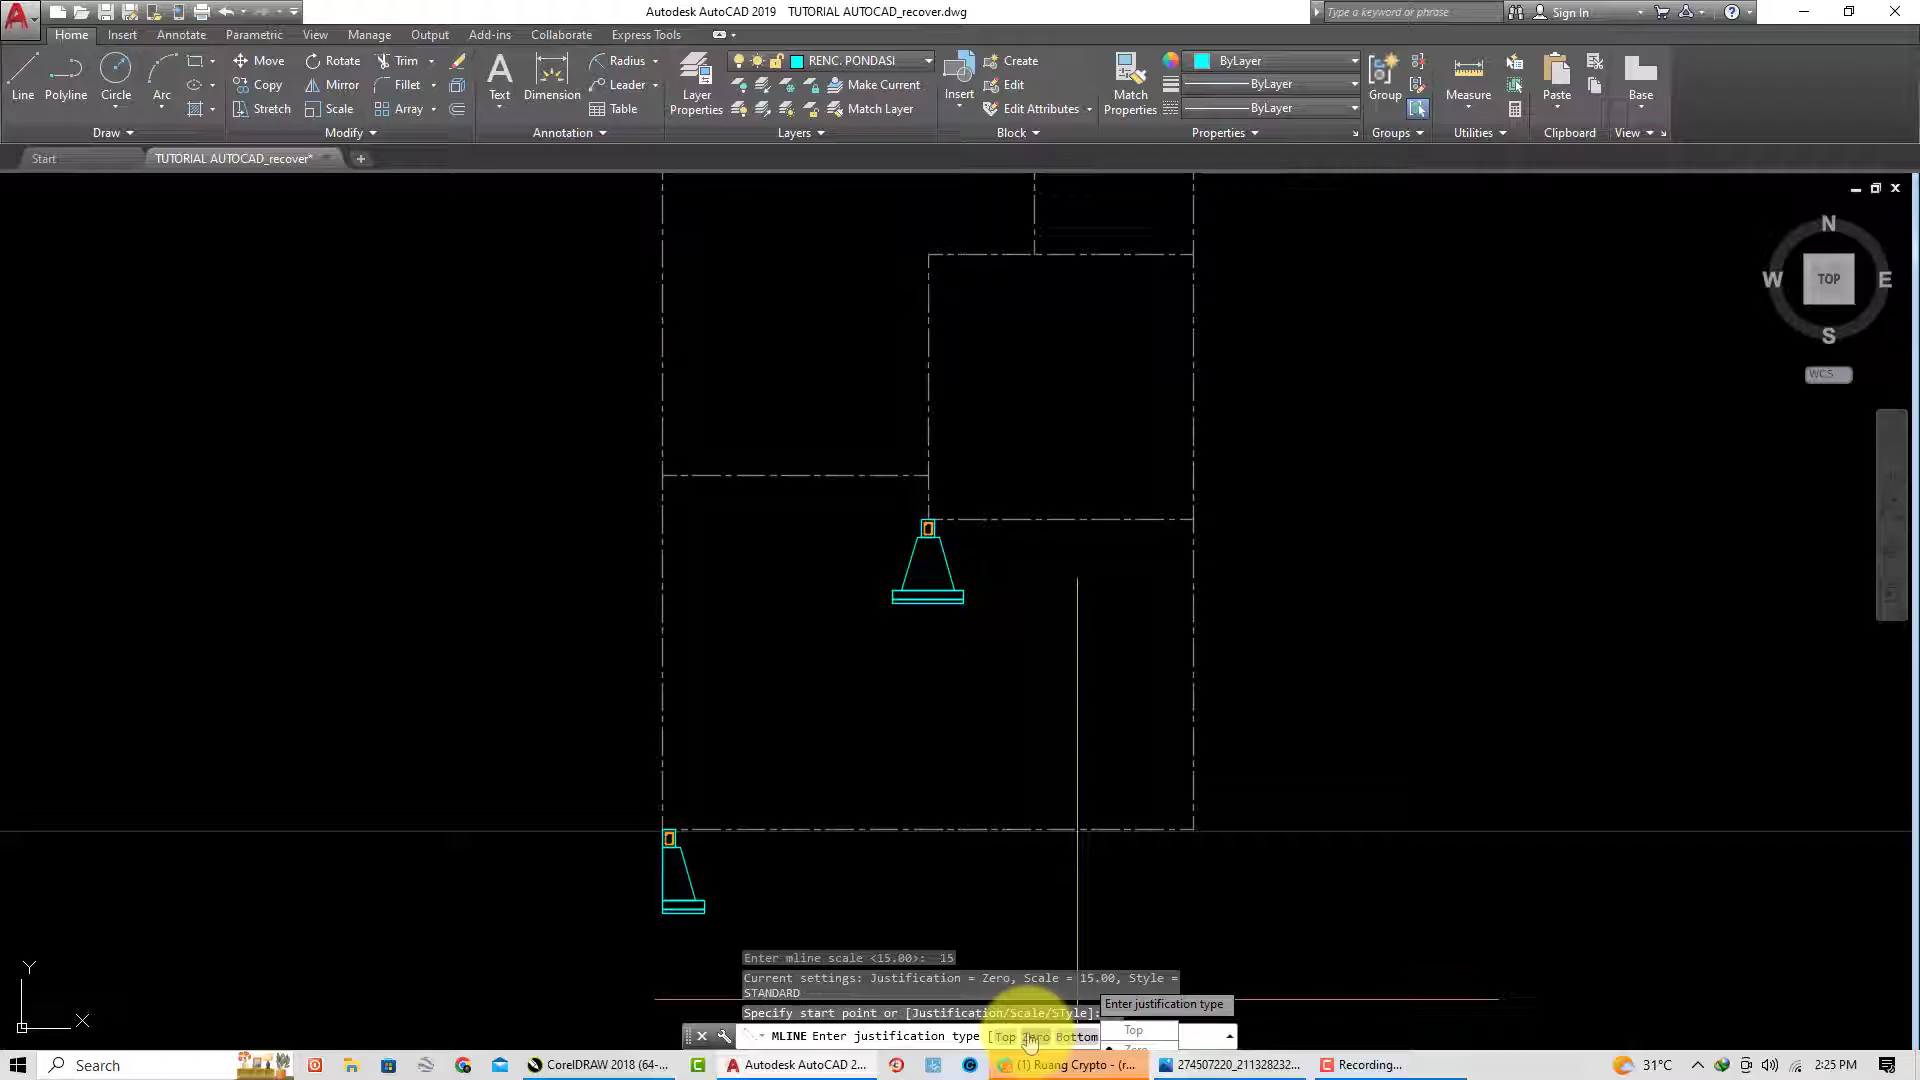 Autodesk AutoCAD 2019 TUTORIAL AUTOCAD_recover.dwg
Type a keyword or phrase
Sign In
Home Insert Annotate Parametric View Manage Output Add-ins Collaborate Express Tools
Line Polyline Circle Arc
Move Rotate Trim
Copy Mirror Fillet
Stretch Scale Array
Text Dimension
Radius
Leader
Table
Layer Properties
RENC. PONDASI
Make Current
Match Layer
Insert
Create
Edit
Edit Attributes
Match Properties
ByLayer
ByLayer
ByLayer
Group Measure Paste Base
Draw Modify Annotation Layers Block Properties Groups Utilities Clipboard View
Start TUTORIAL AUTOCAD_recover*
N
W TOP E
S
WCS
Y
X
Enter mline scale <15.00>: 15
Current settings: Justification = Zero, Scale = 15.00, Style =
STANDARD
Specify start point or [Justification/Scale/STyle]:
Enter justification type
Top
MLINE Enter justification type [Top Zero Bottom
Search
CorelDRAW 2018 (64-...
Autodesk AutoCAD 2...
(1) Ruang Crypto - (r...
274507220_211328232...
Recording...
31°C
2:25 PM